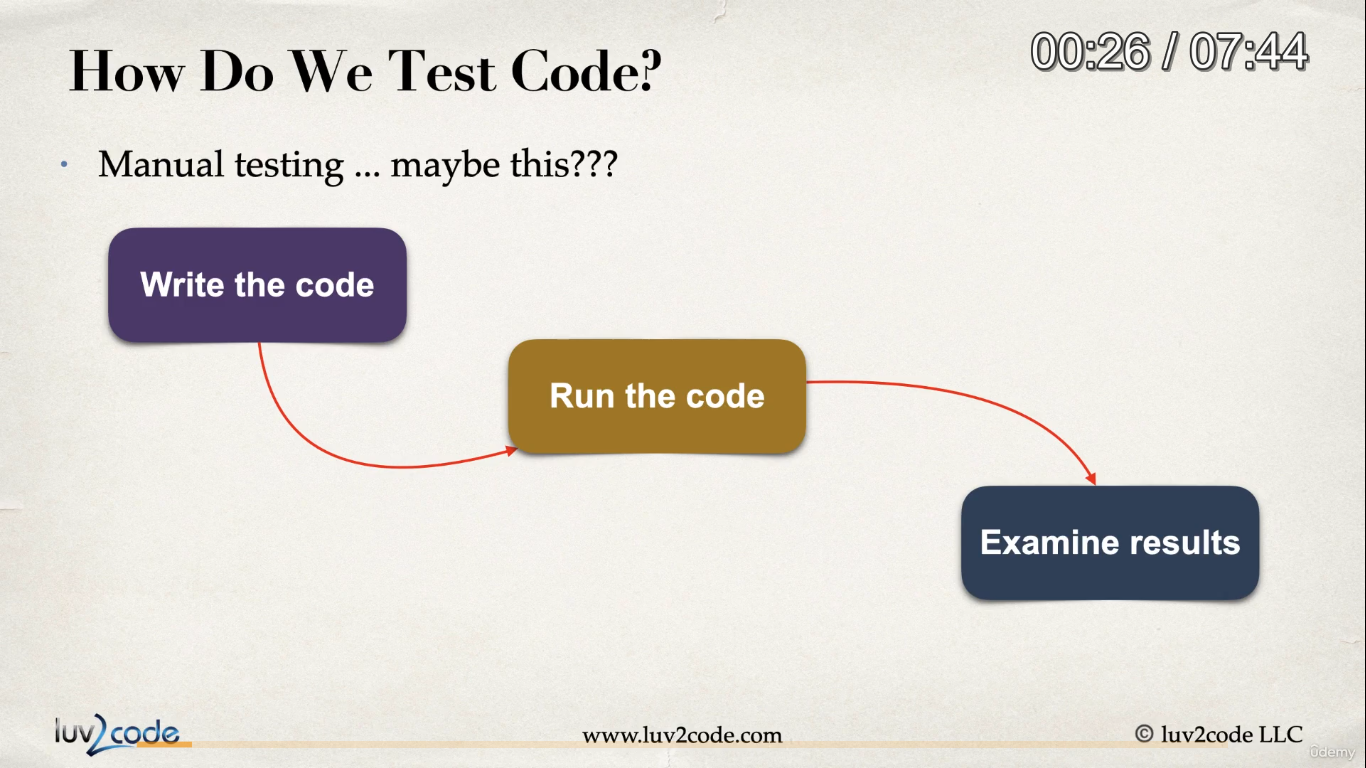 How Do We Test Code?
00:26 / 07:44
• Manual testing ... maybe this???
Write the code
Run the code
Examine results
luv2code
www.luv2code.com
© luv2code LLC
ûdemy